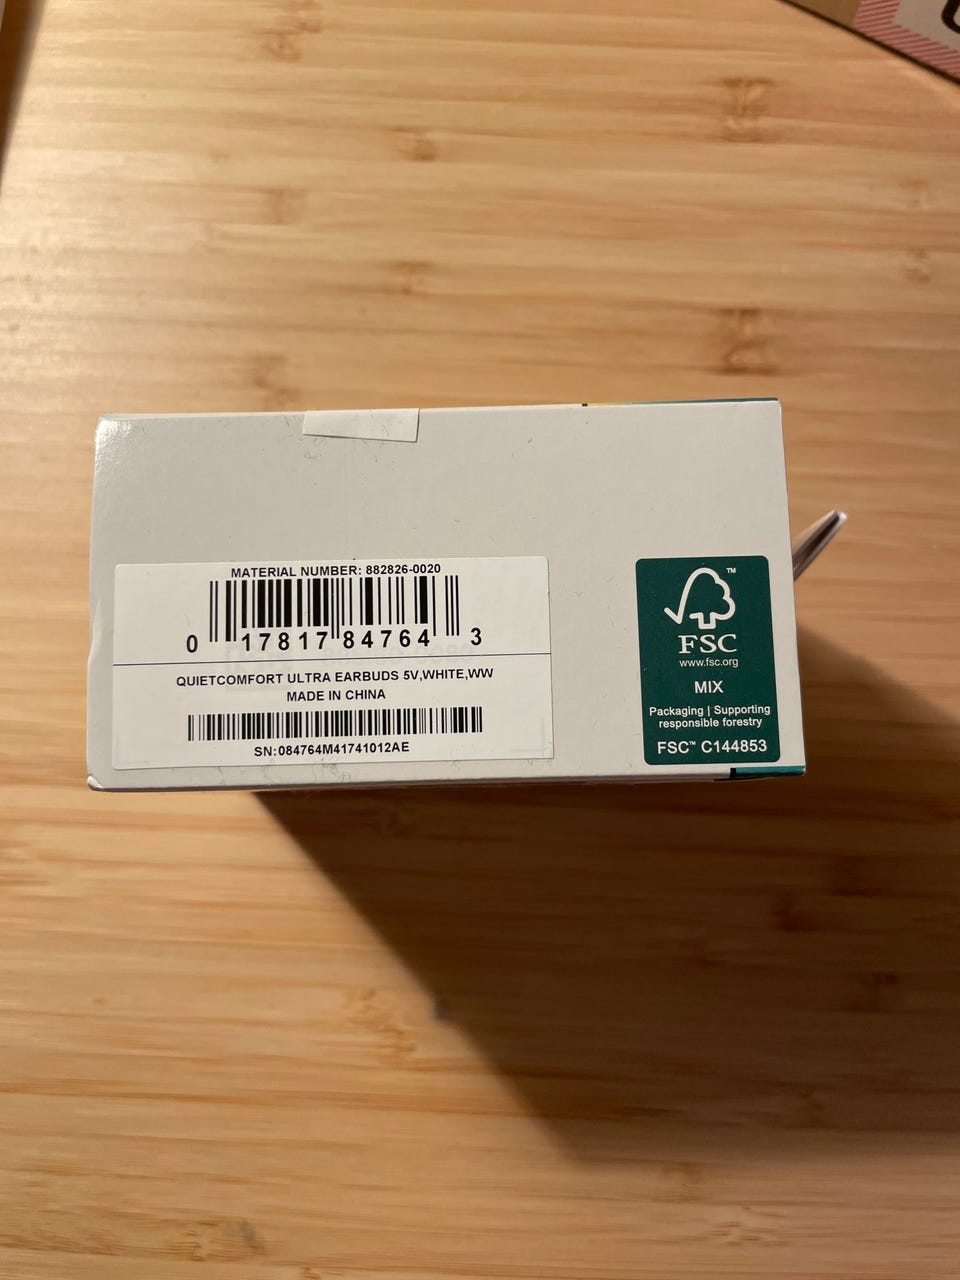 MATERIAL NUMBER: 882826-0020
0 17817 84764 3
QUIETCOMFORT ULTRA EARBUDS 5V,WHITE,WW
MADE IN CHINA
SN:084764M41741012AE
™
FSC
www.fsc.org
MIX
Packaging | Supporting
responsible forestry
FSC™ C144853